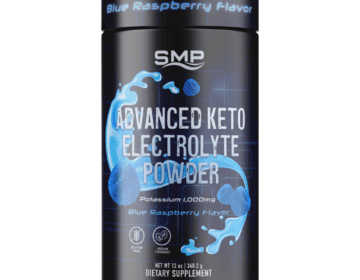 Blue Raspberry Flavor
SMP
ADVANCED KETO
ELECTROLYTE
POWDER
Potassium 1,000mg
Blue Raspberry Flavor
NET WT 12 oz / 340.2 g
DIETARY SUPPLEMENT